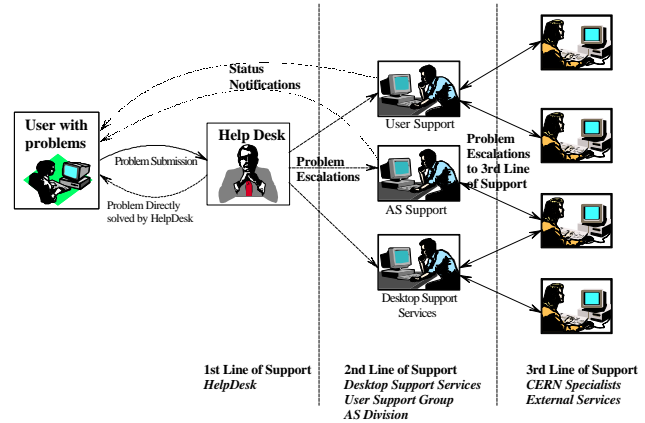 Status
Notifications
User with
problems
Problem Submission
Problem Directly
solved by HelpDesk
Help Desk
Problem
Escalations
User Support
AS Support
Desktop Support
Services
Problem
Escalations
to 3rd Line
of Support
1st Line of Support
HelpDesk
2nd Line of Support
Desktop Support Services
User Support Group
AS Division
3rd Line of Support
CERN Specialists
External Services